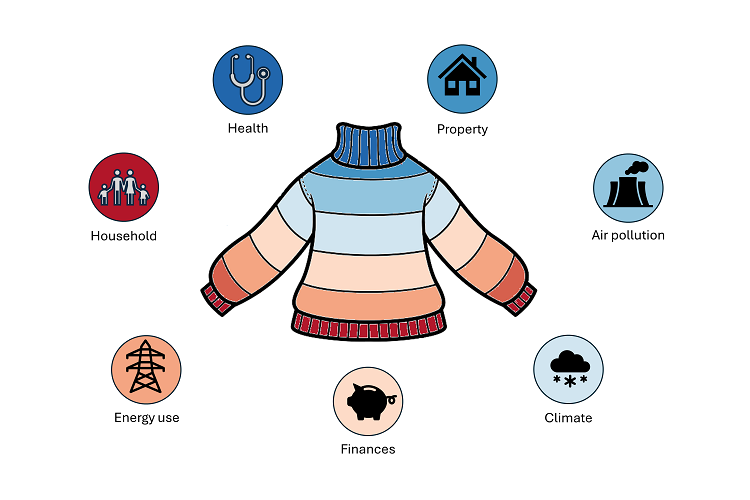 Health
Property
Household
Air pollution
Energy use
Climate
Finances